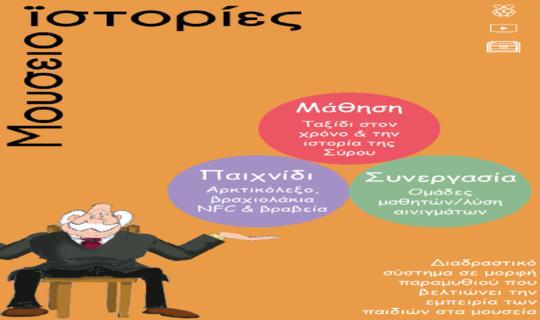 Μουσειο
ϊστορίες
Μάθηση
Ταξίδι στον
χρόνο & την
ιστορία της
Σύρου
Παιχνίδι
Αρκτικόλεξο,
βραχιολάκια
NFC & βραβεία
Συνεργασία
Ομάδες
μαθητών/λύση
αινιγμάτων
Διαδραστικό
σύστημα σε μορφή
παραμυθιού που
βελτιώνει την
εμπειρία των
παιδιών στα μουσεία